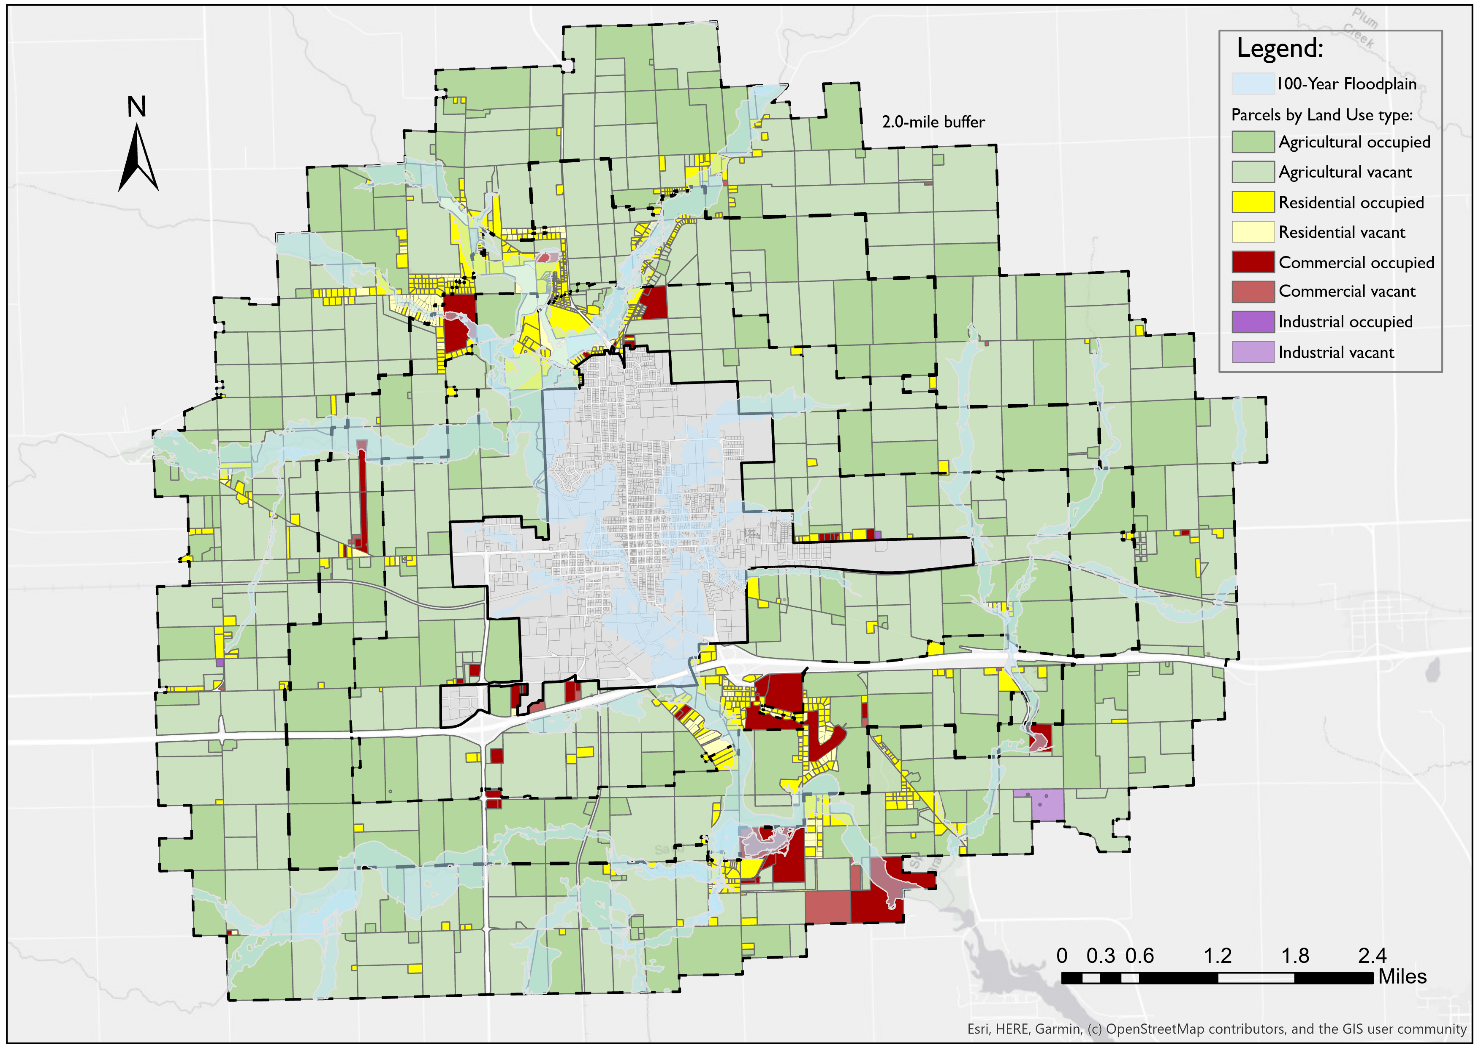 Plum
Creek
Legend:
100-Year Floodplain
Parcels by Land Use type:
Agricultural occupied
Agricultural vacant
Residential occupied
Residential vacant
Commercial occupied
Commercial vacant
Industrial occupied
Industrial vacant
N
2.0-mile buffer
0 0.3 0.6 1.2 1.8 2.4
Miles
Esri, HERE, Garmin, (c) OpenStreetMap contributors, and the GIS user community